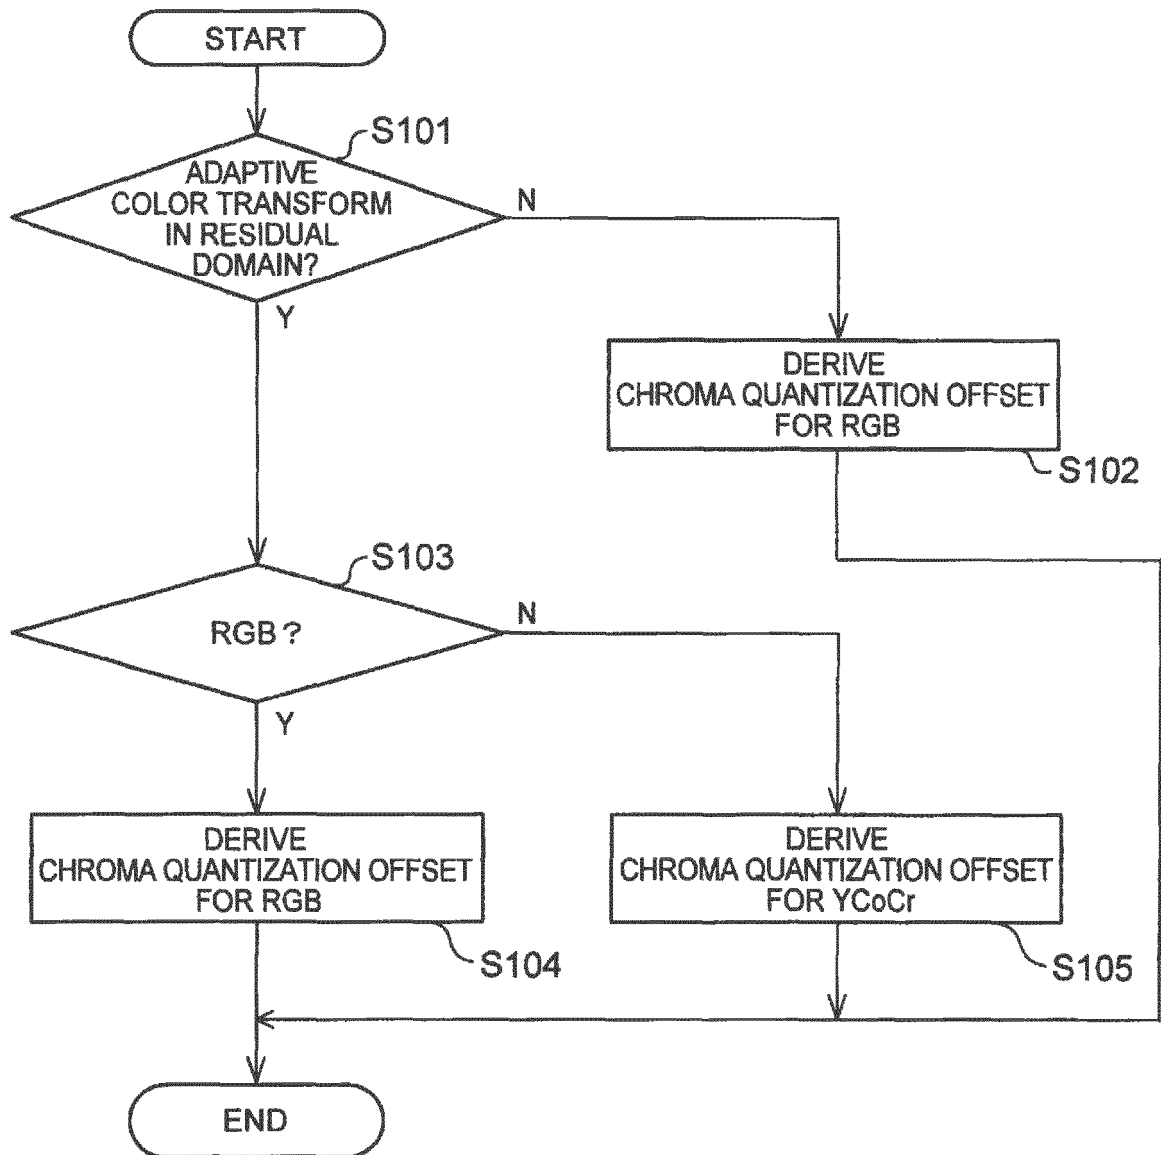 START
S101
ADAPTIVE
COLOR TRANSFORM
IN RESIDUAL
DOMAIN?
N
Y
DERIVE
CHROMA QUANTIZATION OFFSET
FOR RGB
S102
S103
RGB?
N
Y
DERIVE
CHROMA QUANTIZATION OFFSET
FOR RGB
S104
DERIVE
CHROMA QUANTIZATION OFFSET
FOR YCoCr
S105
END